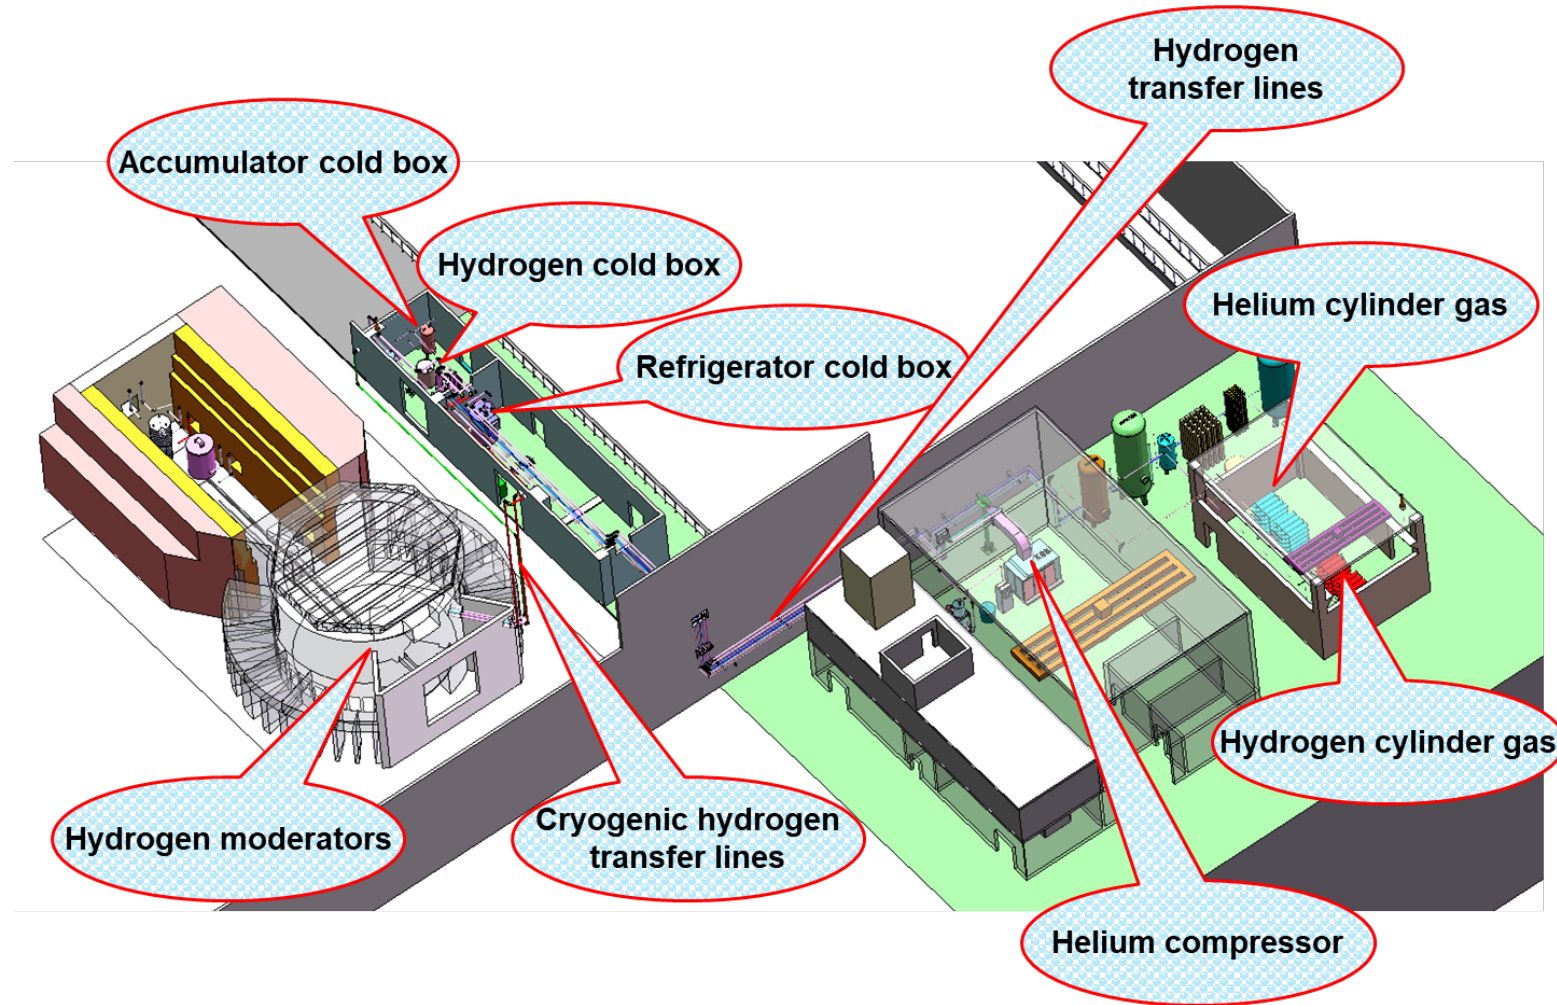 Hydrogen
transfer lines
Accumulator cold box
Hydrogen cold box
Helium cylinder gas
Refrigerator cold box
Hydrogen cylinder gas
Hydrogen moderators
Cryogenic hydrogen
transfer lines
Helium compressor